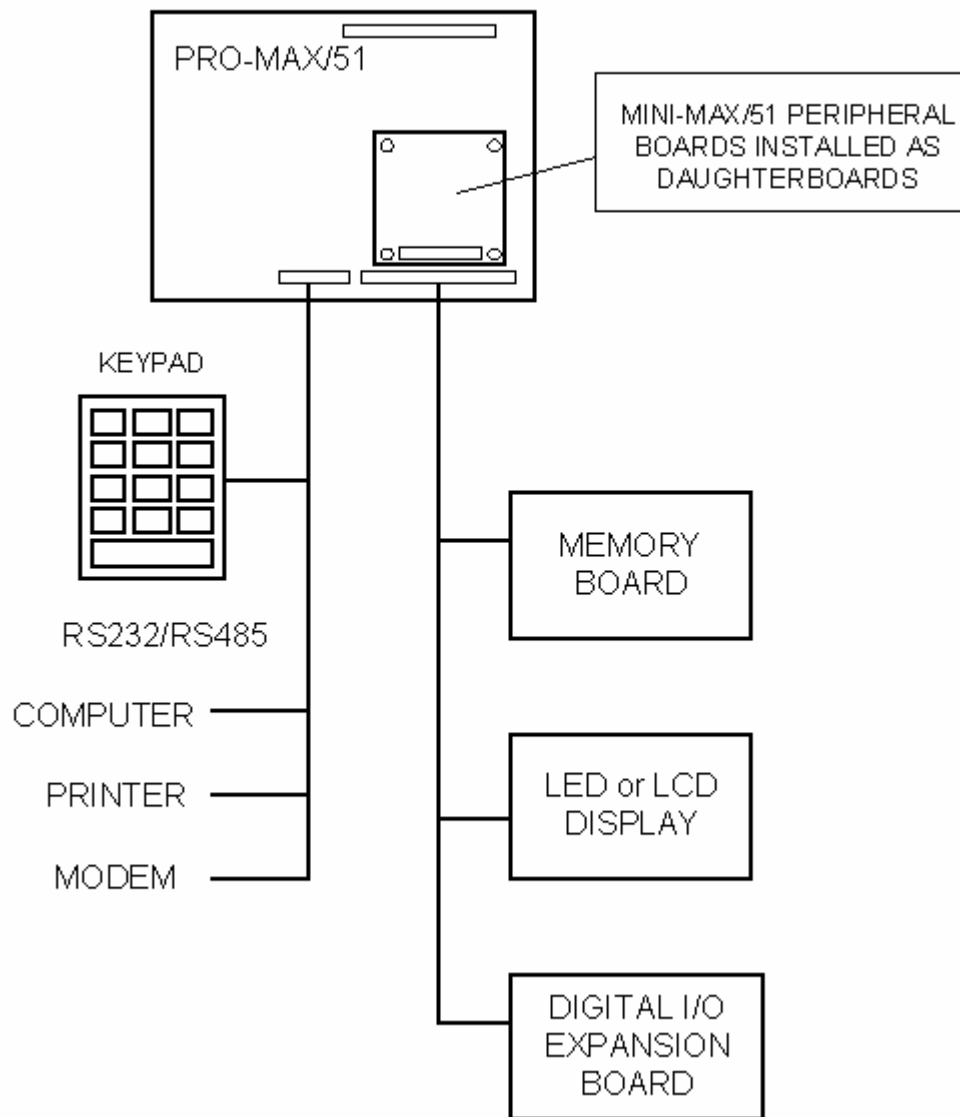 PRO-MAX/51
MINI-MAX/51 PERIPHERAL
BOARDS INSTALLED AS
DAUGHTERBOARDS
KEYPAD
RS232/RS485
COMPUTER
PRINTER
MODEM
MEMORY
BOARD
LED or LCD
DISPLAY
DIGITAL I/O
EXPANSION
BOARD